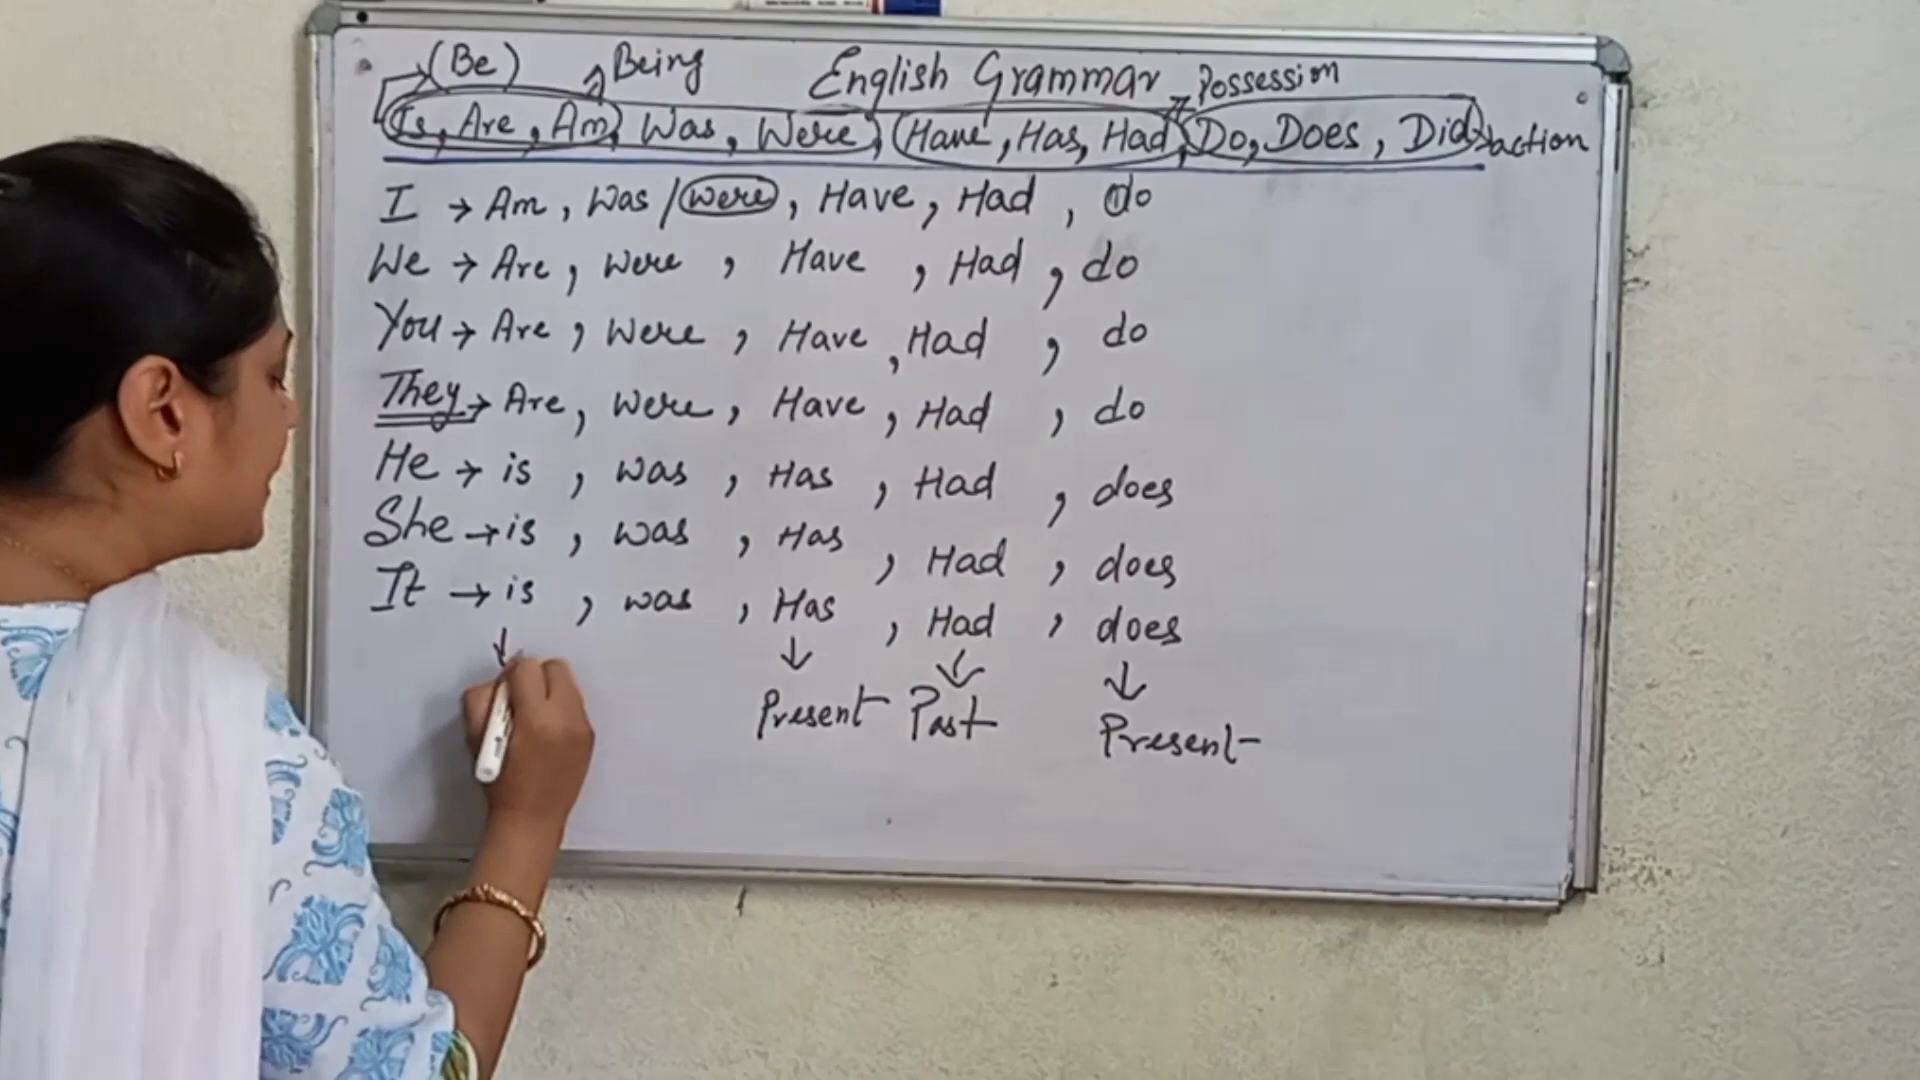 (Be) Being English Grammar Possession
Is, Are, Am, Was, Were, Have, Has, Had, Do, Does, Did → action
I → Am, Was / were, Have, Had, do
We → Are, were, Have, Had, do
You → Are, were, Have, Had, do
They → Are, were, Have, Had, do
He → is, was, Has, Had, does
She → is, was, Has, Had, does
It → is, was, Has, Had, does
Present Past Present